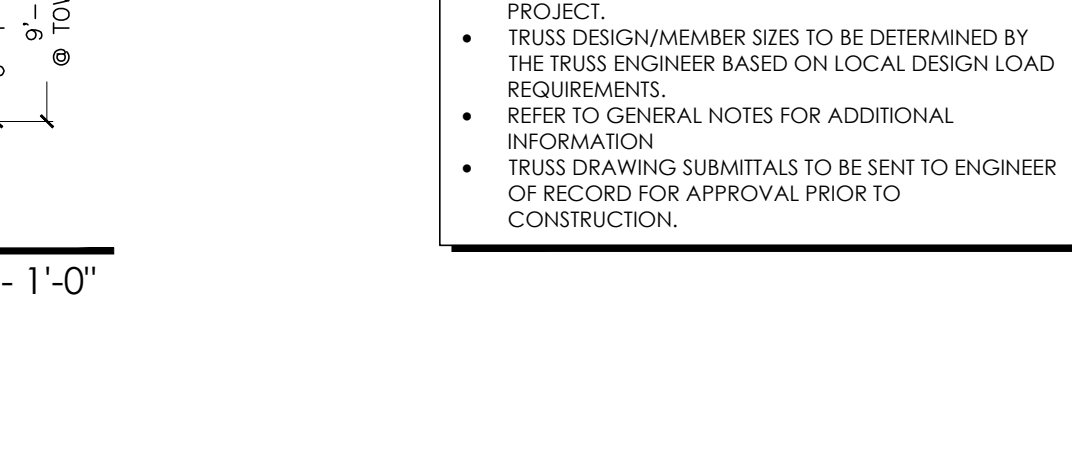 9'–
@
- 1'-0"
PROJECT.
• TRUSS DESIGN/MEMBER SIZES TO BE DETERMINED BY
THE TRUSS ENGINEER BASED ON LOCAL DESIGN LOAD
REQUIREMENTS.
• REFER TO GENERAL NOTES FOR ADDITIONAL
INFORMATION
• TRUSS DRAWING SUBMITTALS TO BE SENT TO ENGINEER
OF RECORD FOR APPROVAL PRIOR TO
CONSTRUCTION.